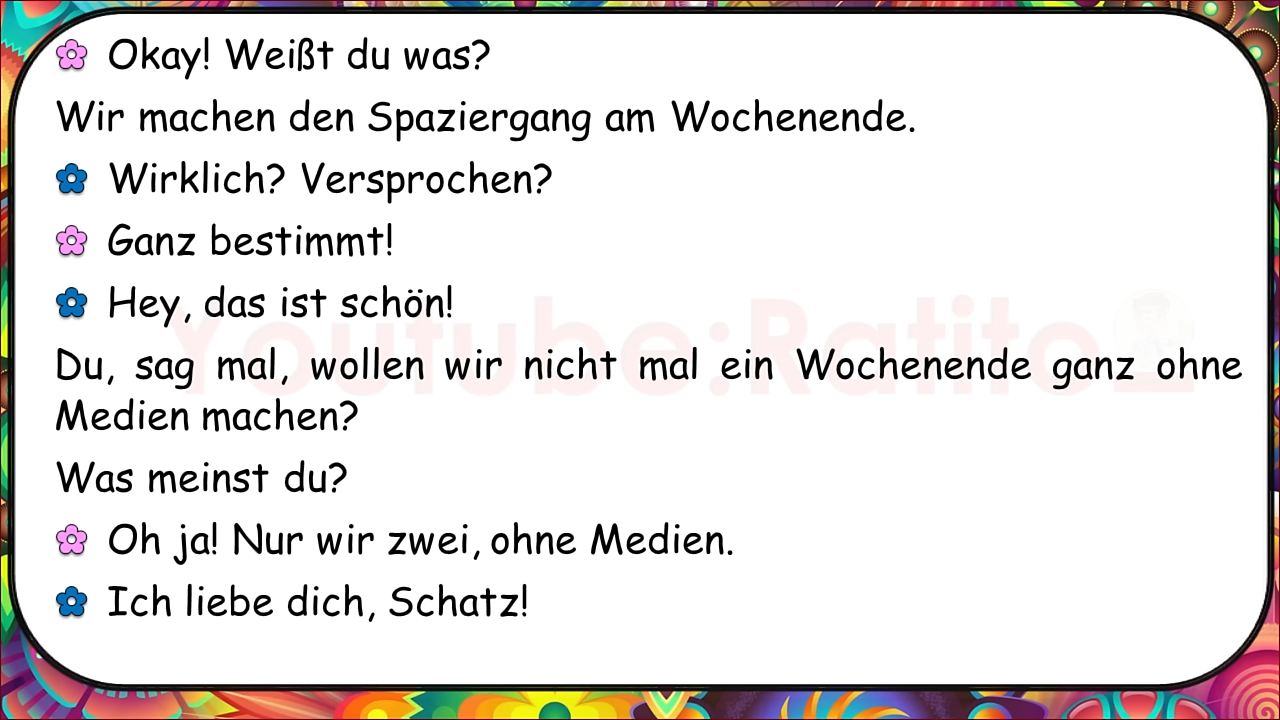 Okay! Weißt du was?
Wir machen den Spaziergang am Wochenende.
Wirklich? Versprochen?
Ganz bestimmt!
Hey, das ist schön!
Youtube:Ratito
Du, sag mal, wollen wir nicht mal ein Wochenende ganz ohne
Medien machen?
Was meinst du?
Oh ja! Nur wir zwei, ohne Medien.
Ich liebe dich, Schatz!